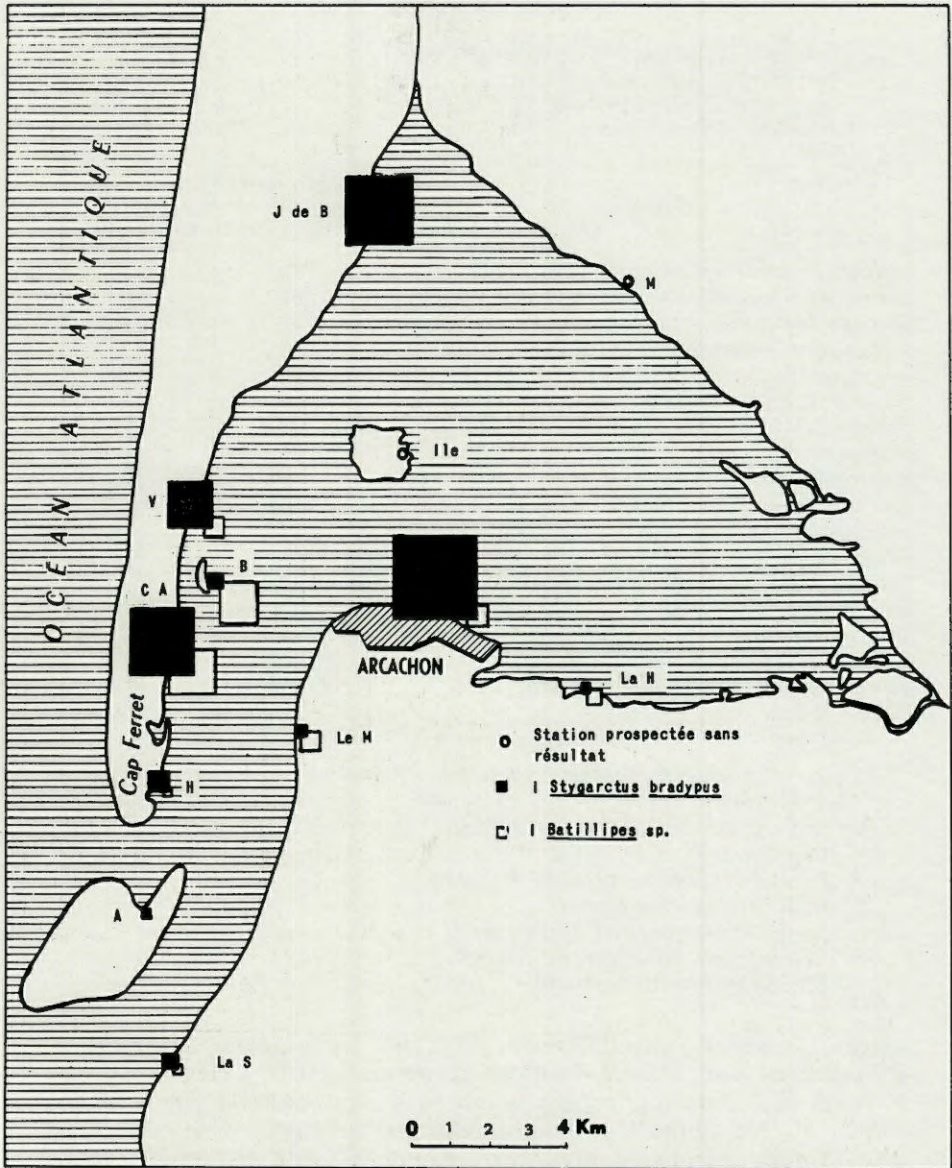 OCÉAN ATLANTIQUE
J de B
M
Ile
V
B
C A
ARCACHON
La H
Cap Ferret
Le M
H
A
La S
Station prospectée sans
résultat
I Stygarctus bradypus
I Batillipes sp.
0 1 2 3 4 Km